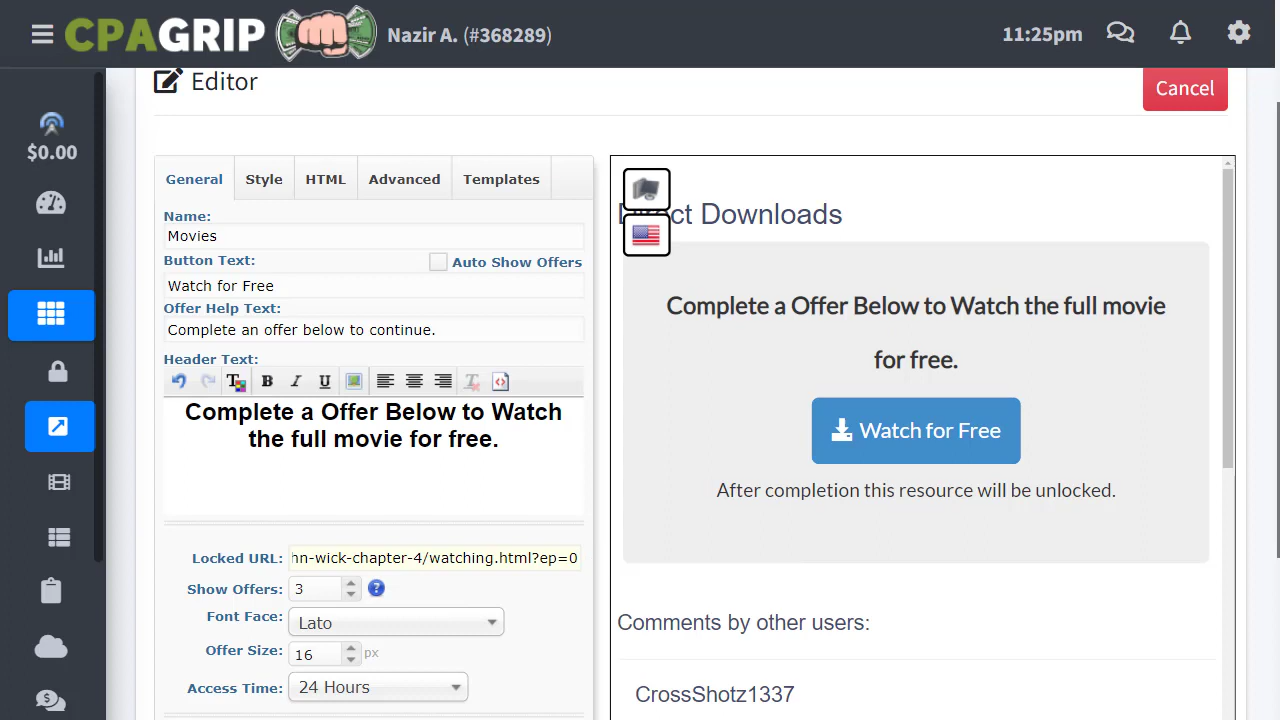 CPAGRIP
Nazir A. (#368289)
11:25pm
Editor
Cancel
$0.00
General
Style
HTML
Advanced
Templates
Name:
Movies
Button Text:
Auto Show Offers
Watch for Free
Offer Help Text:
Complete an offer below to continue.
Header Text:
T
B
I
U
Complete a Offer Below to Watch
the full movie for free.
Locked URL:
hn-wick-chapter-4/watching.html?ep=0
Show Offers:
3
?
Font Face:
Lato
Offer Size:
16
px
Access Time:
24 Hours
ct Downloads
Complete a Offer Below to Watch the full movie
for free.
Watch for Free
After completion this resource will be unlocked.
Comments by other users:
CrossShotz1337